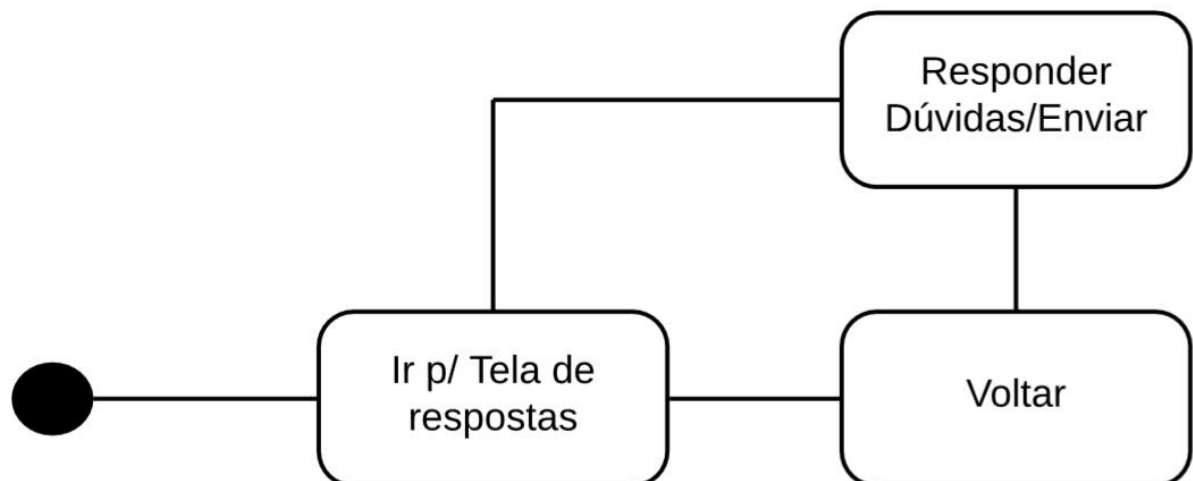 Responder
Dúvidas/Enviar
Ir p/ Tela de
respostas
Voltar